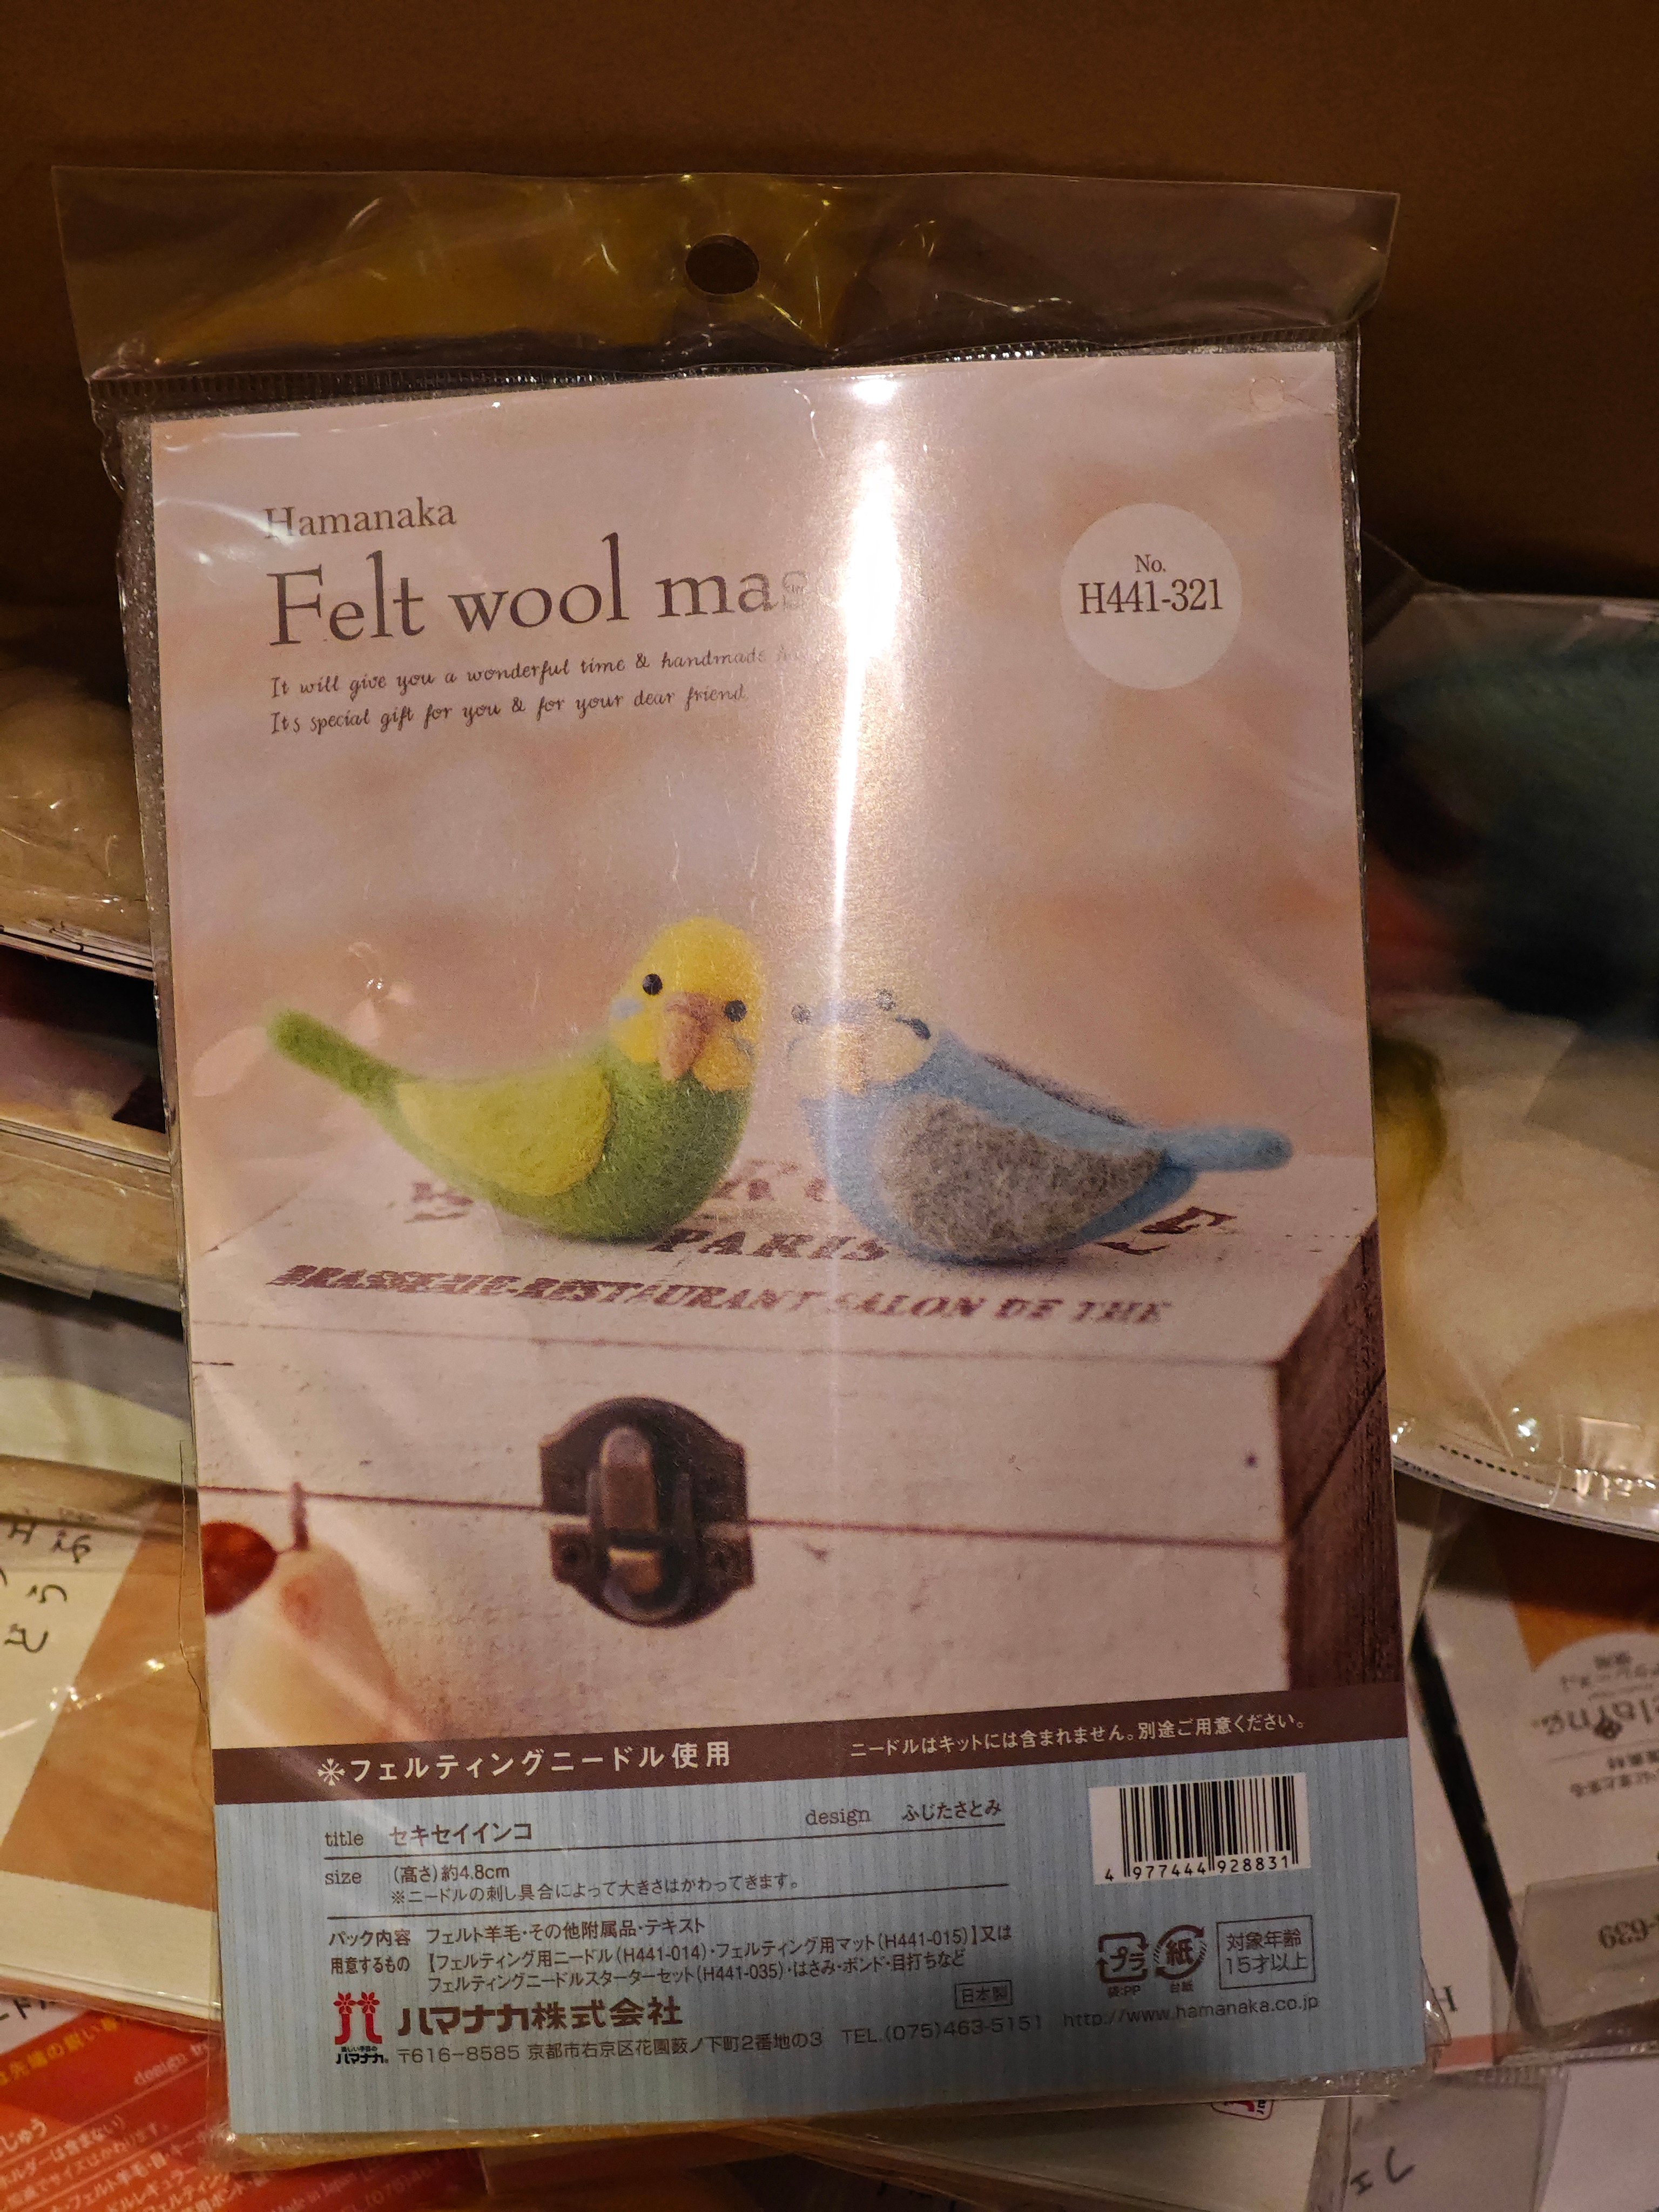 Hamanaka
Felt wool
No.
H441-321
It will give you a wonderful time & handmade
It's special gift for you & for your dear friend.
PARIS
BRASSERIE-RESTAURANT SALON DE THE
※フェルティングニードル使用
ニードルはキットには含まれません。別途ご用意ください。
title セキセイインコ
design ふじたさとみ
size (高さ)約4.8cm
※ニードルの刺し具合によって大きさはかわってきます。
4 977444 928831
パック内容 フェルト羊毛・その他附属品・テキスト
用意するもの 【フェルティング用ニードル(H441-014)・フェルティング用マット(H441-015)】又は
フェルティングニードルスターターセット(H441-035)・はさみ・ボンド・目打ちなど
プラ
袋:PP
紙
台紙
対象年齢
15才以上
日本製
ハマナカ株式会社
ハマナカ
〒616-8585 京都市右京区花園薮ノ下町2番地の3 TEL.(075)463-5151 http://www.hamanaka.co.jp